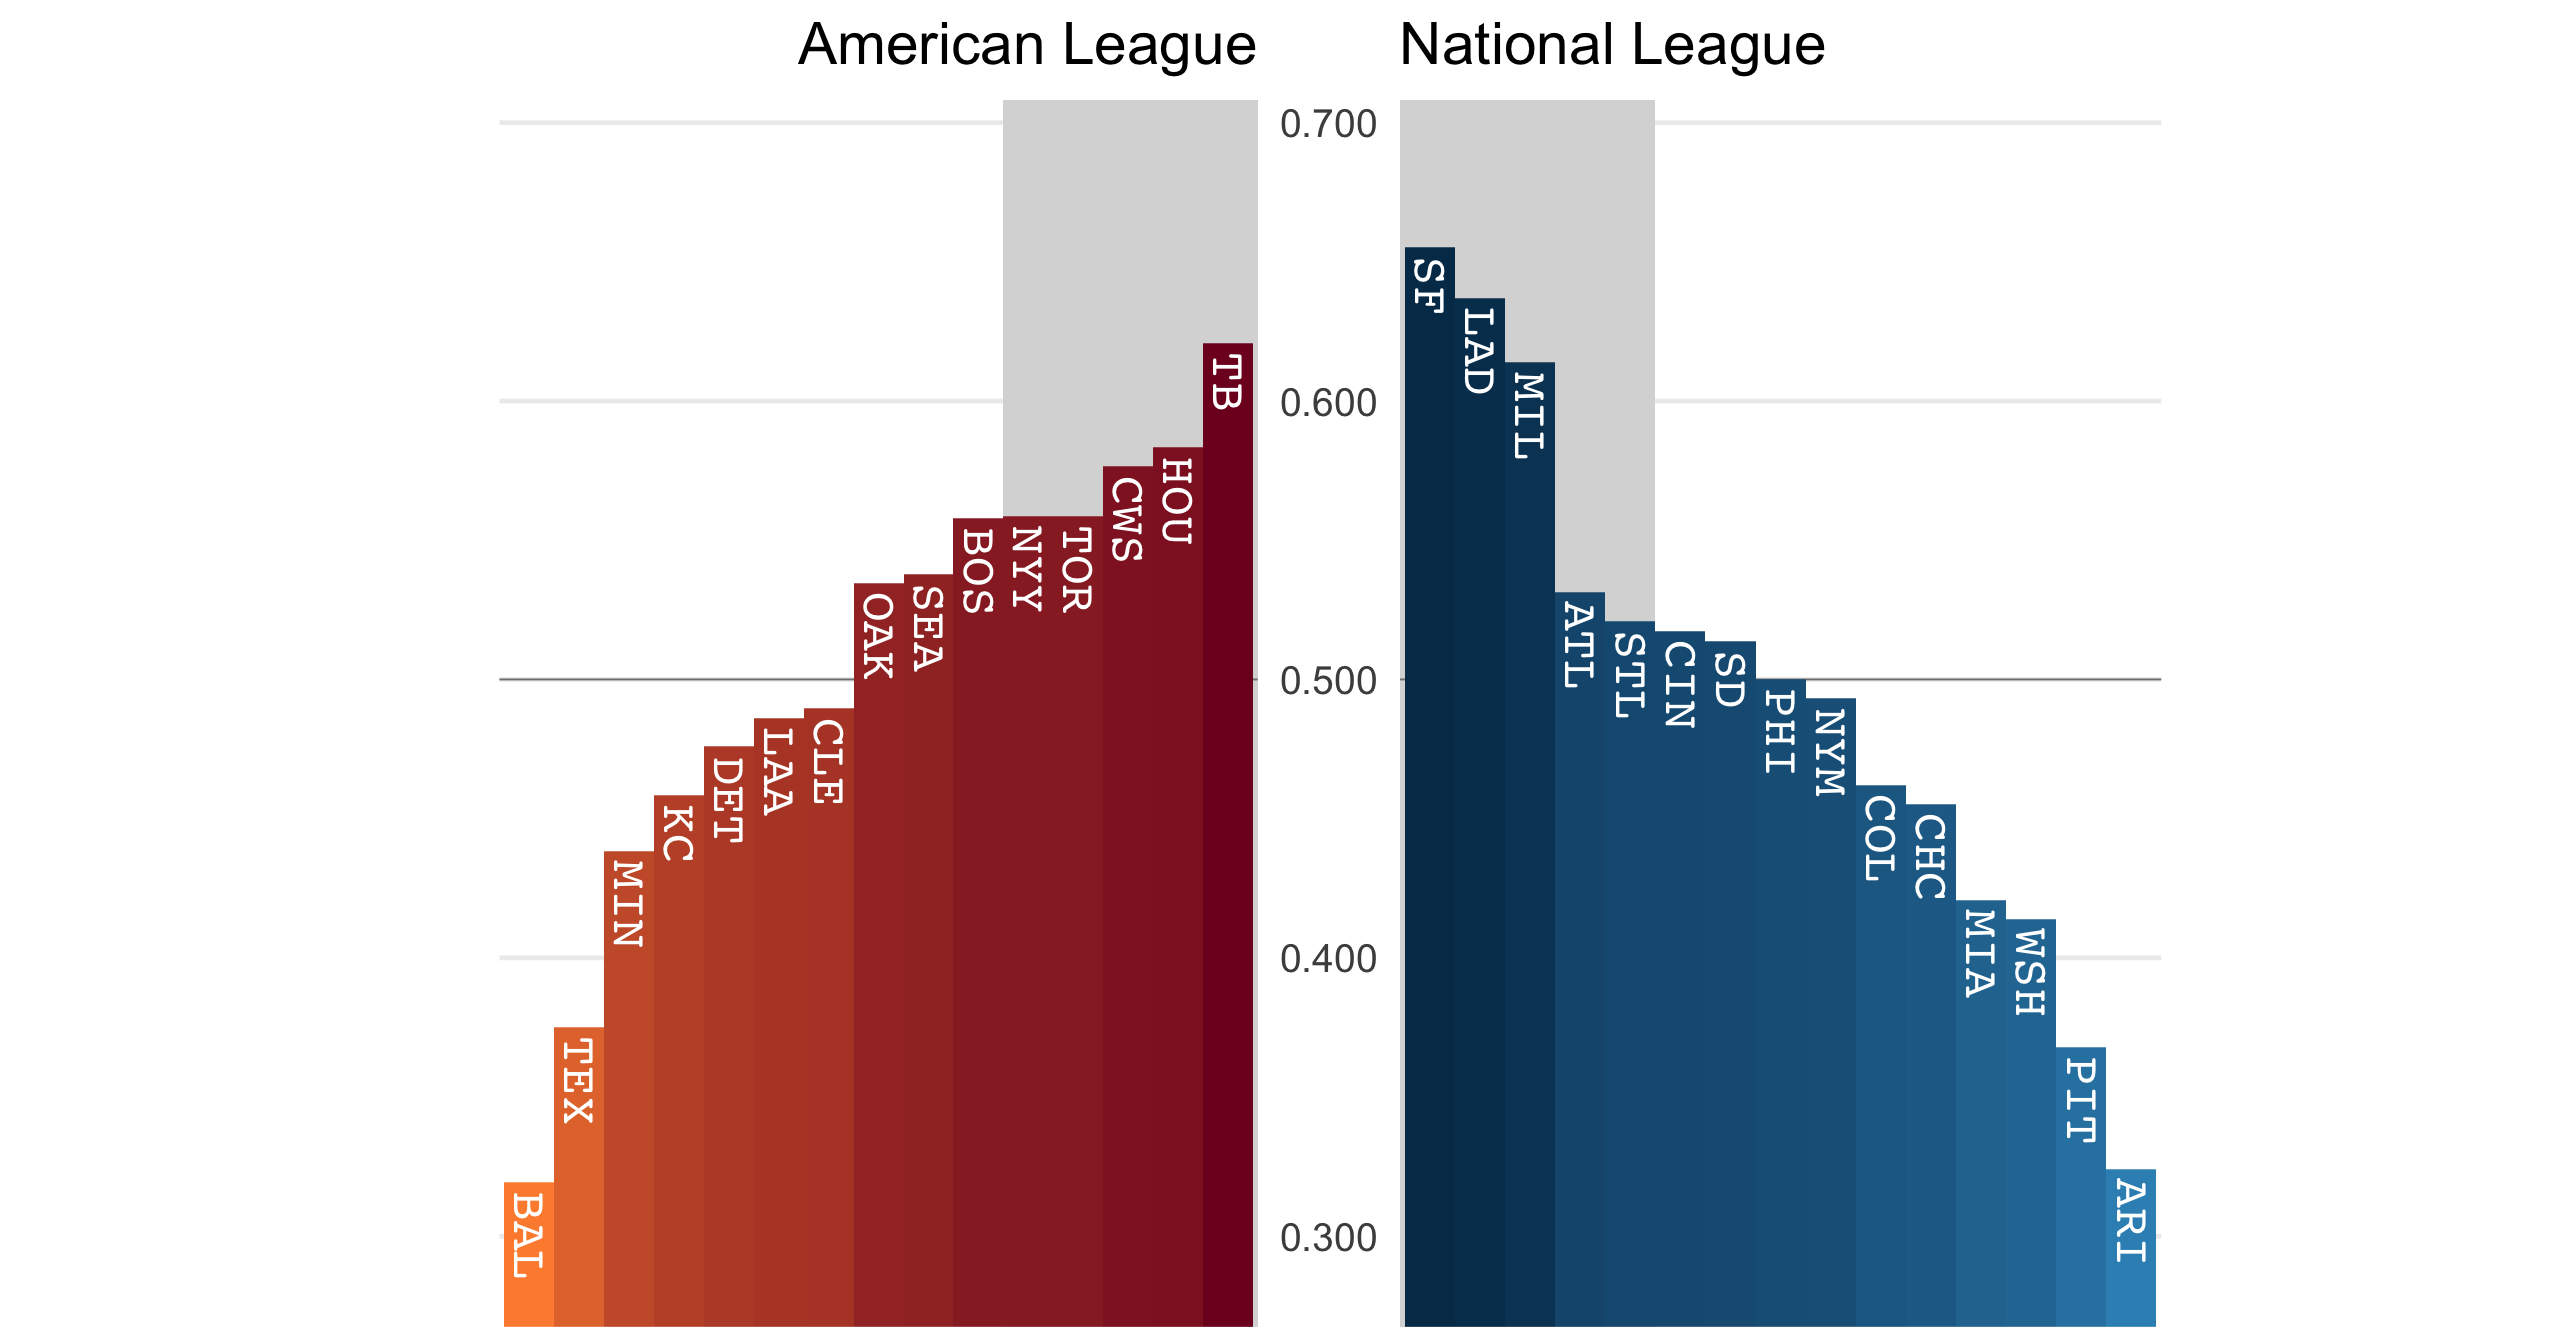 American League
National League
0.700
0.600
0.500
0.400
0.300
BAL
TEX
MIN
KC
DET
LAA
CLE
OAK
SEA
BOS
NYY
TOR
CWS
HOU
TB
SF
LAD
MIL
ATL
STL
CIN
SD
PHI
NYM
COL
CHC
MIA
WSH
PIT
ARI